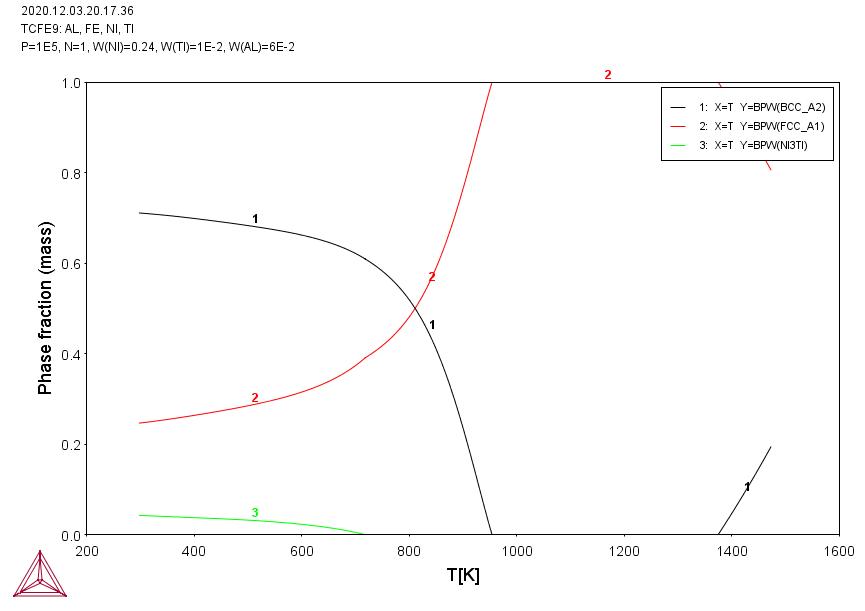 2020.12.03.20.17.36
TCFE9: AL, FE, NI, TI
P=1E5, N=1, W(NI)=0.24, W(TI)=1E-2, W(AL)=6E-2
2
1.0
1: X=T Y=BPW(BCC_A2)
2: X=T Y=BPW(FCC_A1)
3: X=T Y=BPW(NI3TI)
0.8
1
0.6
2
1
0.4
2
0.2
1
3
0.0
Phase fraction (mass)
200 400 600 800 1000 1200 1400 1600
T[K]